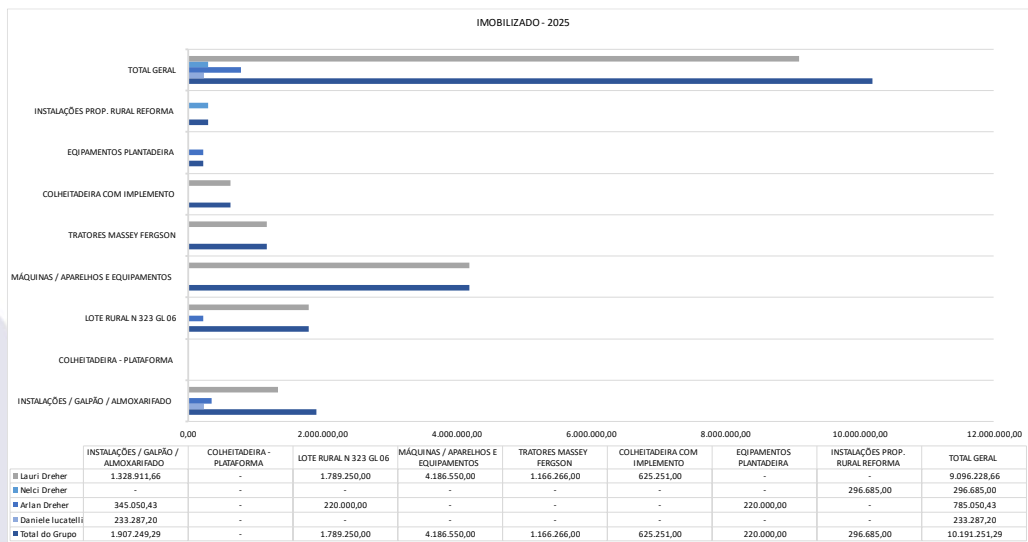 IMOBILIZADO - 2025
TOTAL GERAL
INSTALAÇÕES PROP. RURAL REFORMA
EQIPAMENTOS PLANTADEIRA
COLHEITADEIRA COM IMPLEMENTO
TRATORES MASSEY FERGSON
MÁQUINAS / APARELHOS E EQUIPAMENTOS
LOTE RURAL N 323 GL 06
COLHEITADEIRA - PLATAFORMA
INSTALAÇÕES / GALPÃO / ALMOXARIFADO
0,00 2.000.000,00 4.000.000,00 6.000.000,00 8.000.000,00 10.000.000,00 12.000.000,00
INSTALAÇÕES / GALPÃO / ALMOXARIFADO COLHEITADEIRA - PLATAFORMA LOTE RURAL N 323 GL 06 MÁQUINAS / APARELHOS E EQUIPAMENTOS TRATORES MASSEY FERGSON COLHEITADEIRA COM IMPLEMENTO EQIPAMENTOS PLANTADEIRA INSTALAÇÕES PROP. RURAL REFORMA TOTAL GERAL
Lauri Dreher 1.328.911,66 - 1.789.250,00 4.186.550,00 1.166.266,00 625.251,00 - - 9.096.228,66
Nelci Dreher - - - - - - - 296.685,00 296.685,00
Arlan Dreher 345.050,43 - 220.000,00 - - - 220.000,00 - 785.050,43
Daniele lucatelli 233.287,20 - - - - - - - 233.287,20
Total do Grupo 1.907.249,29 - 1.789.250,00 4.186.550,00 1.166.266,00 625.251,00 220.000,00 296.685,00 10.191.251,29